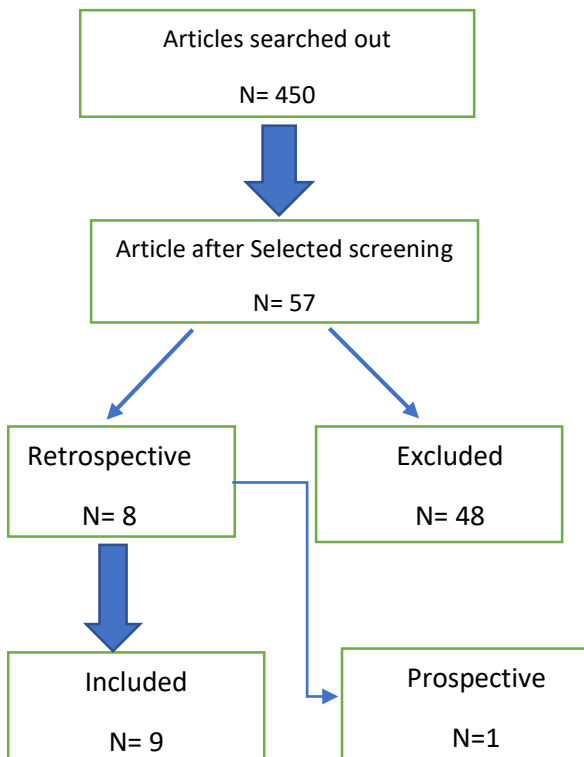 Articles searched out
N= 450
Article after Selected screening
N= 57
Retrospective
N= 8
Excluded
N= 48
Included
N= 9
Prospective
N=1